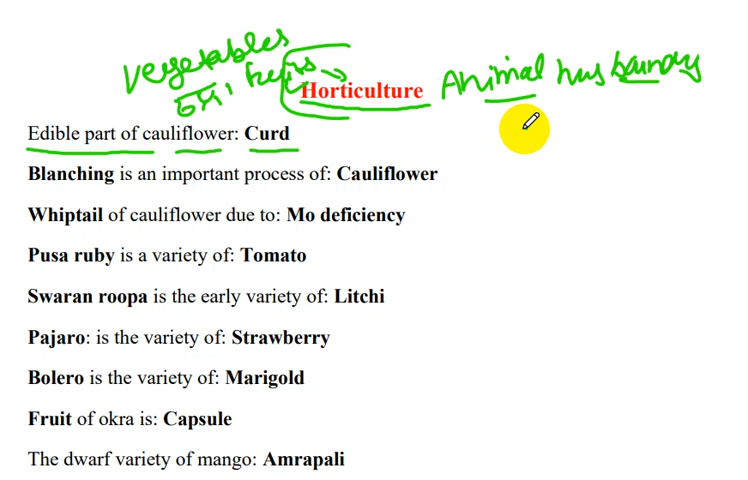 vegetables
fruits
Horticulture
Animal husbandry
Edible part of cauliflower: Curd
Blanching is an important process of: Cauliflower
Whiptail of cauliflower due to: Mo deficiency
Pusa ruby is a variety of: Tomato
Swaran roopa is the early variety of: Litchi
Pajaro: is the variety of: Strawberry
Bolero is the variety of: Marigold
Fruit of okra is: Capsule
The dwarf variety of mango: Amrapali